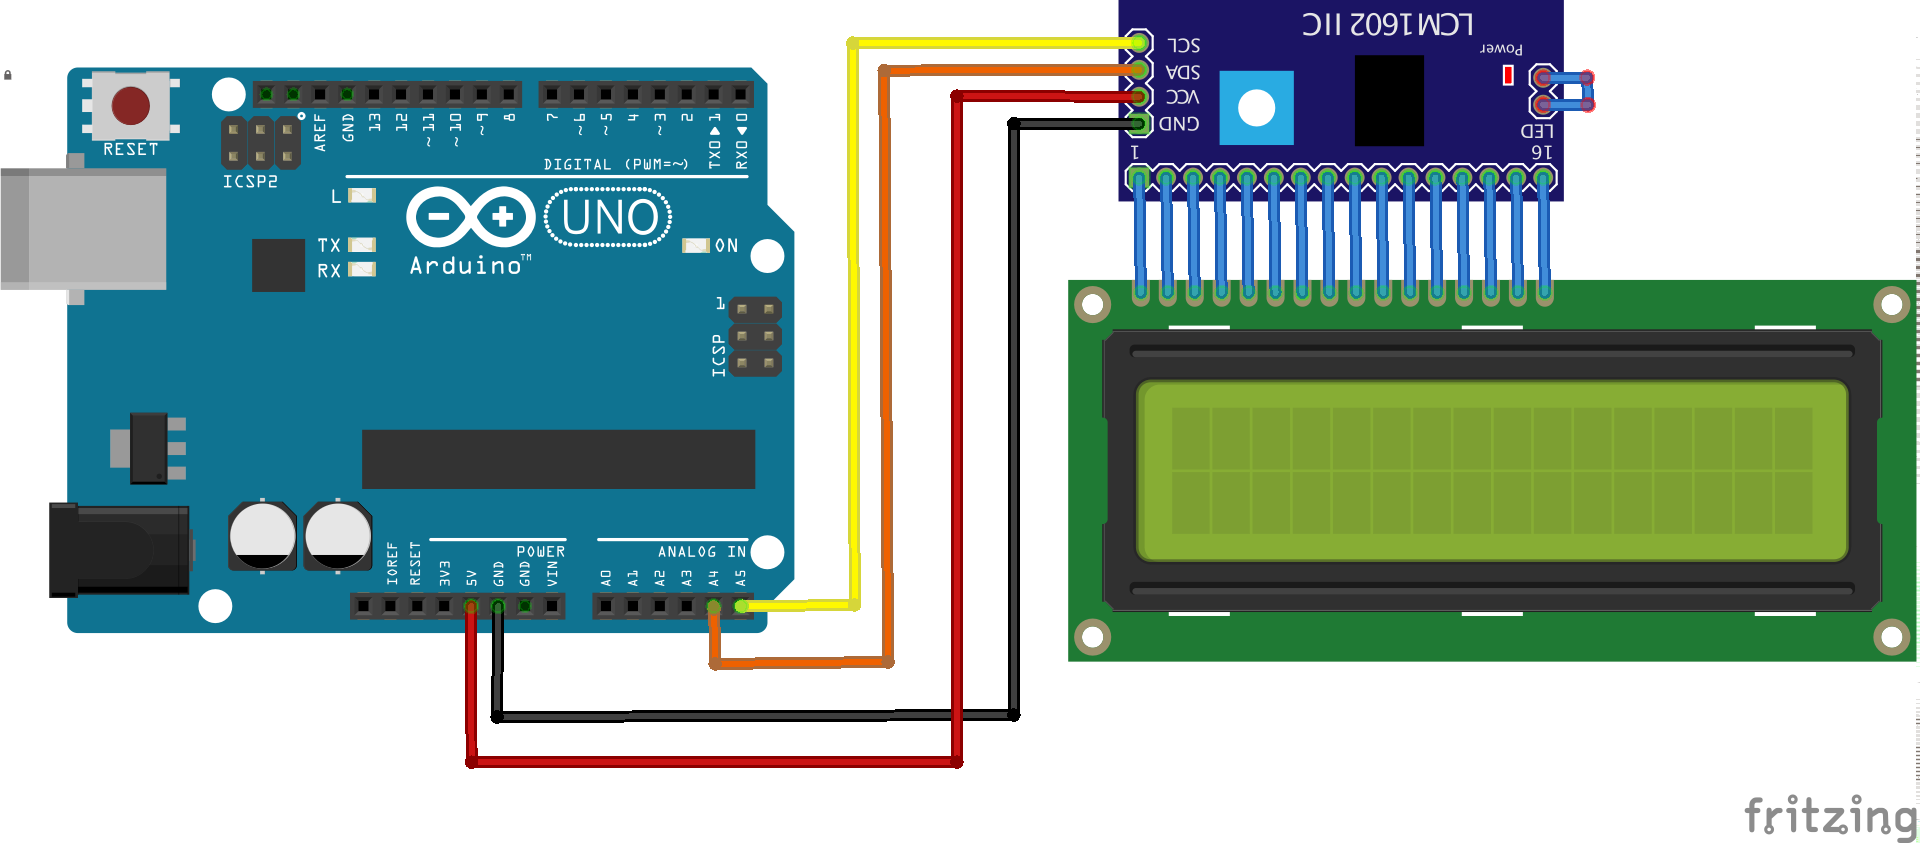 LCM1602 IIC
SCL
SDA
VCC
GND
Power
LED
1
16
RESET
ICSP2
AREF
GND
13
12
~11
~10
~9
8
7
~6
~5
4
~3
2
TXO▶1
RXO◀0
DIGITAL (PWM=~)
L
TX
RX
UNO
Arduino™
ON
1
ICSP
IOREF
RESET
3V3
5V
GND
GND
VIN
POWER
ANALOG IN
A0
A1
A2
A3
A4
A5
fritzing